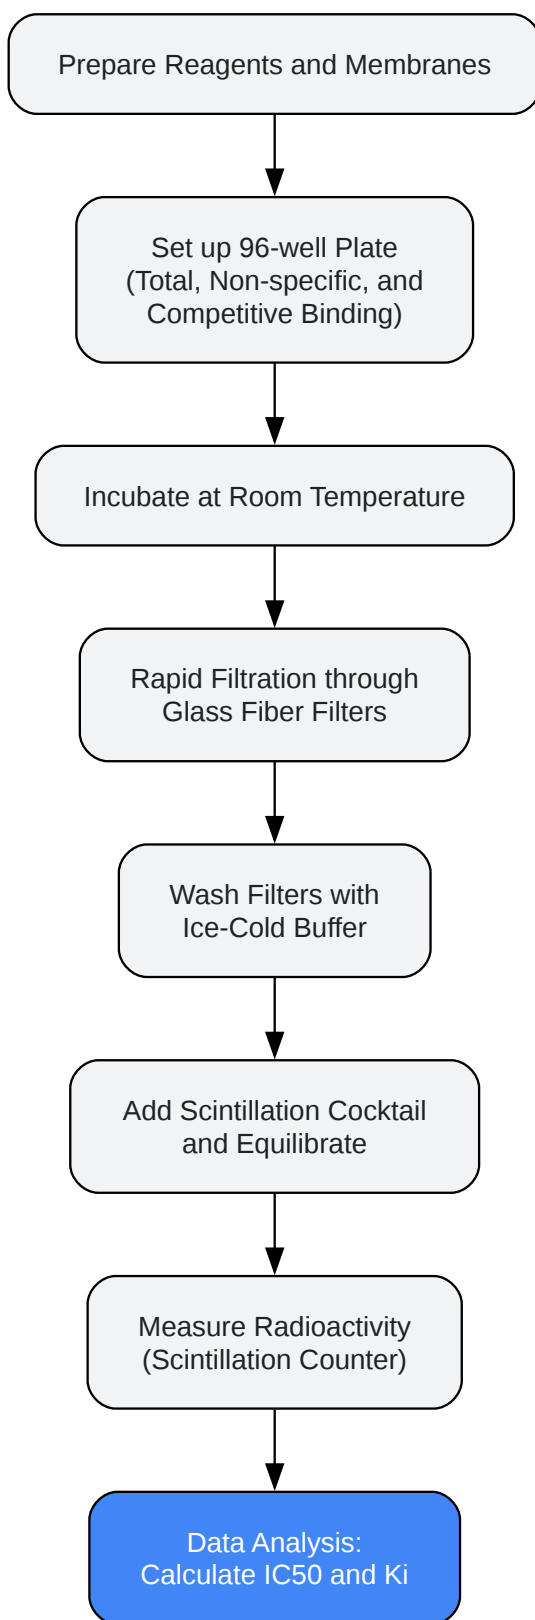 Prepare Reagents and Membranes
Set up 96-well Plate
(Total, Non-specific, and
Competitive Binding)
Incubate at Room Temperature
Rapid Filtration through
Glass Fiber Filters
Wash Filters with
Ice-Cold Buffer
Add Scintillation Cocktail
and Equilibrate
Measure Radioactivity
(Scintillation Counter)
Data Analysis:
Calculate IC50 and Ki